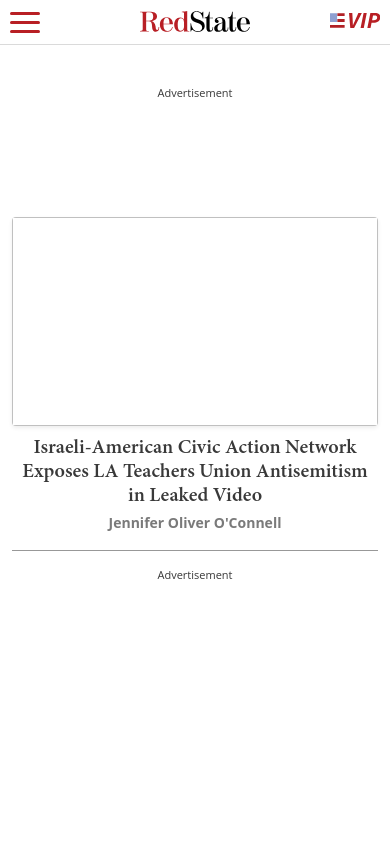 RedState
VIP
Advertisement
Israeli-American Civic Action Network
Exposes LA Teachers Union Antisemitism
in Leaked Video
Jennifer Oliver O'Connell
Advertisement